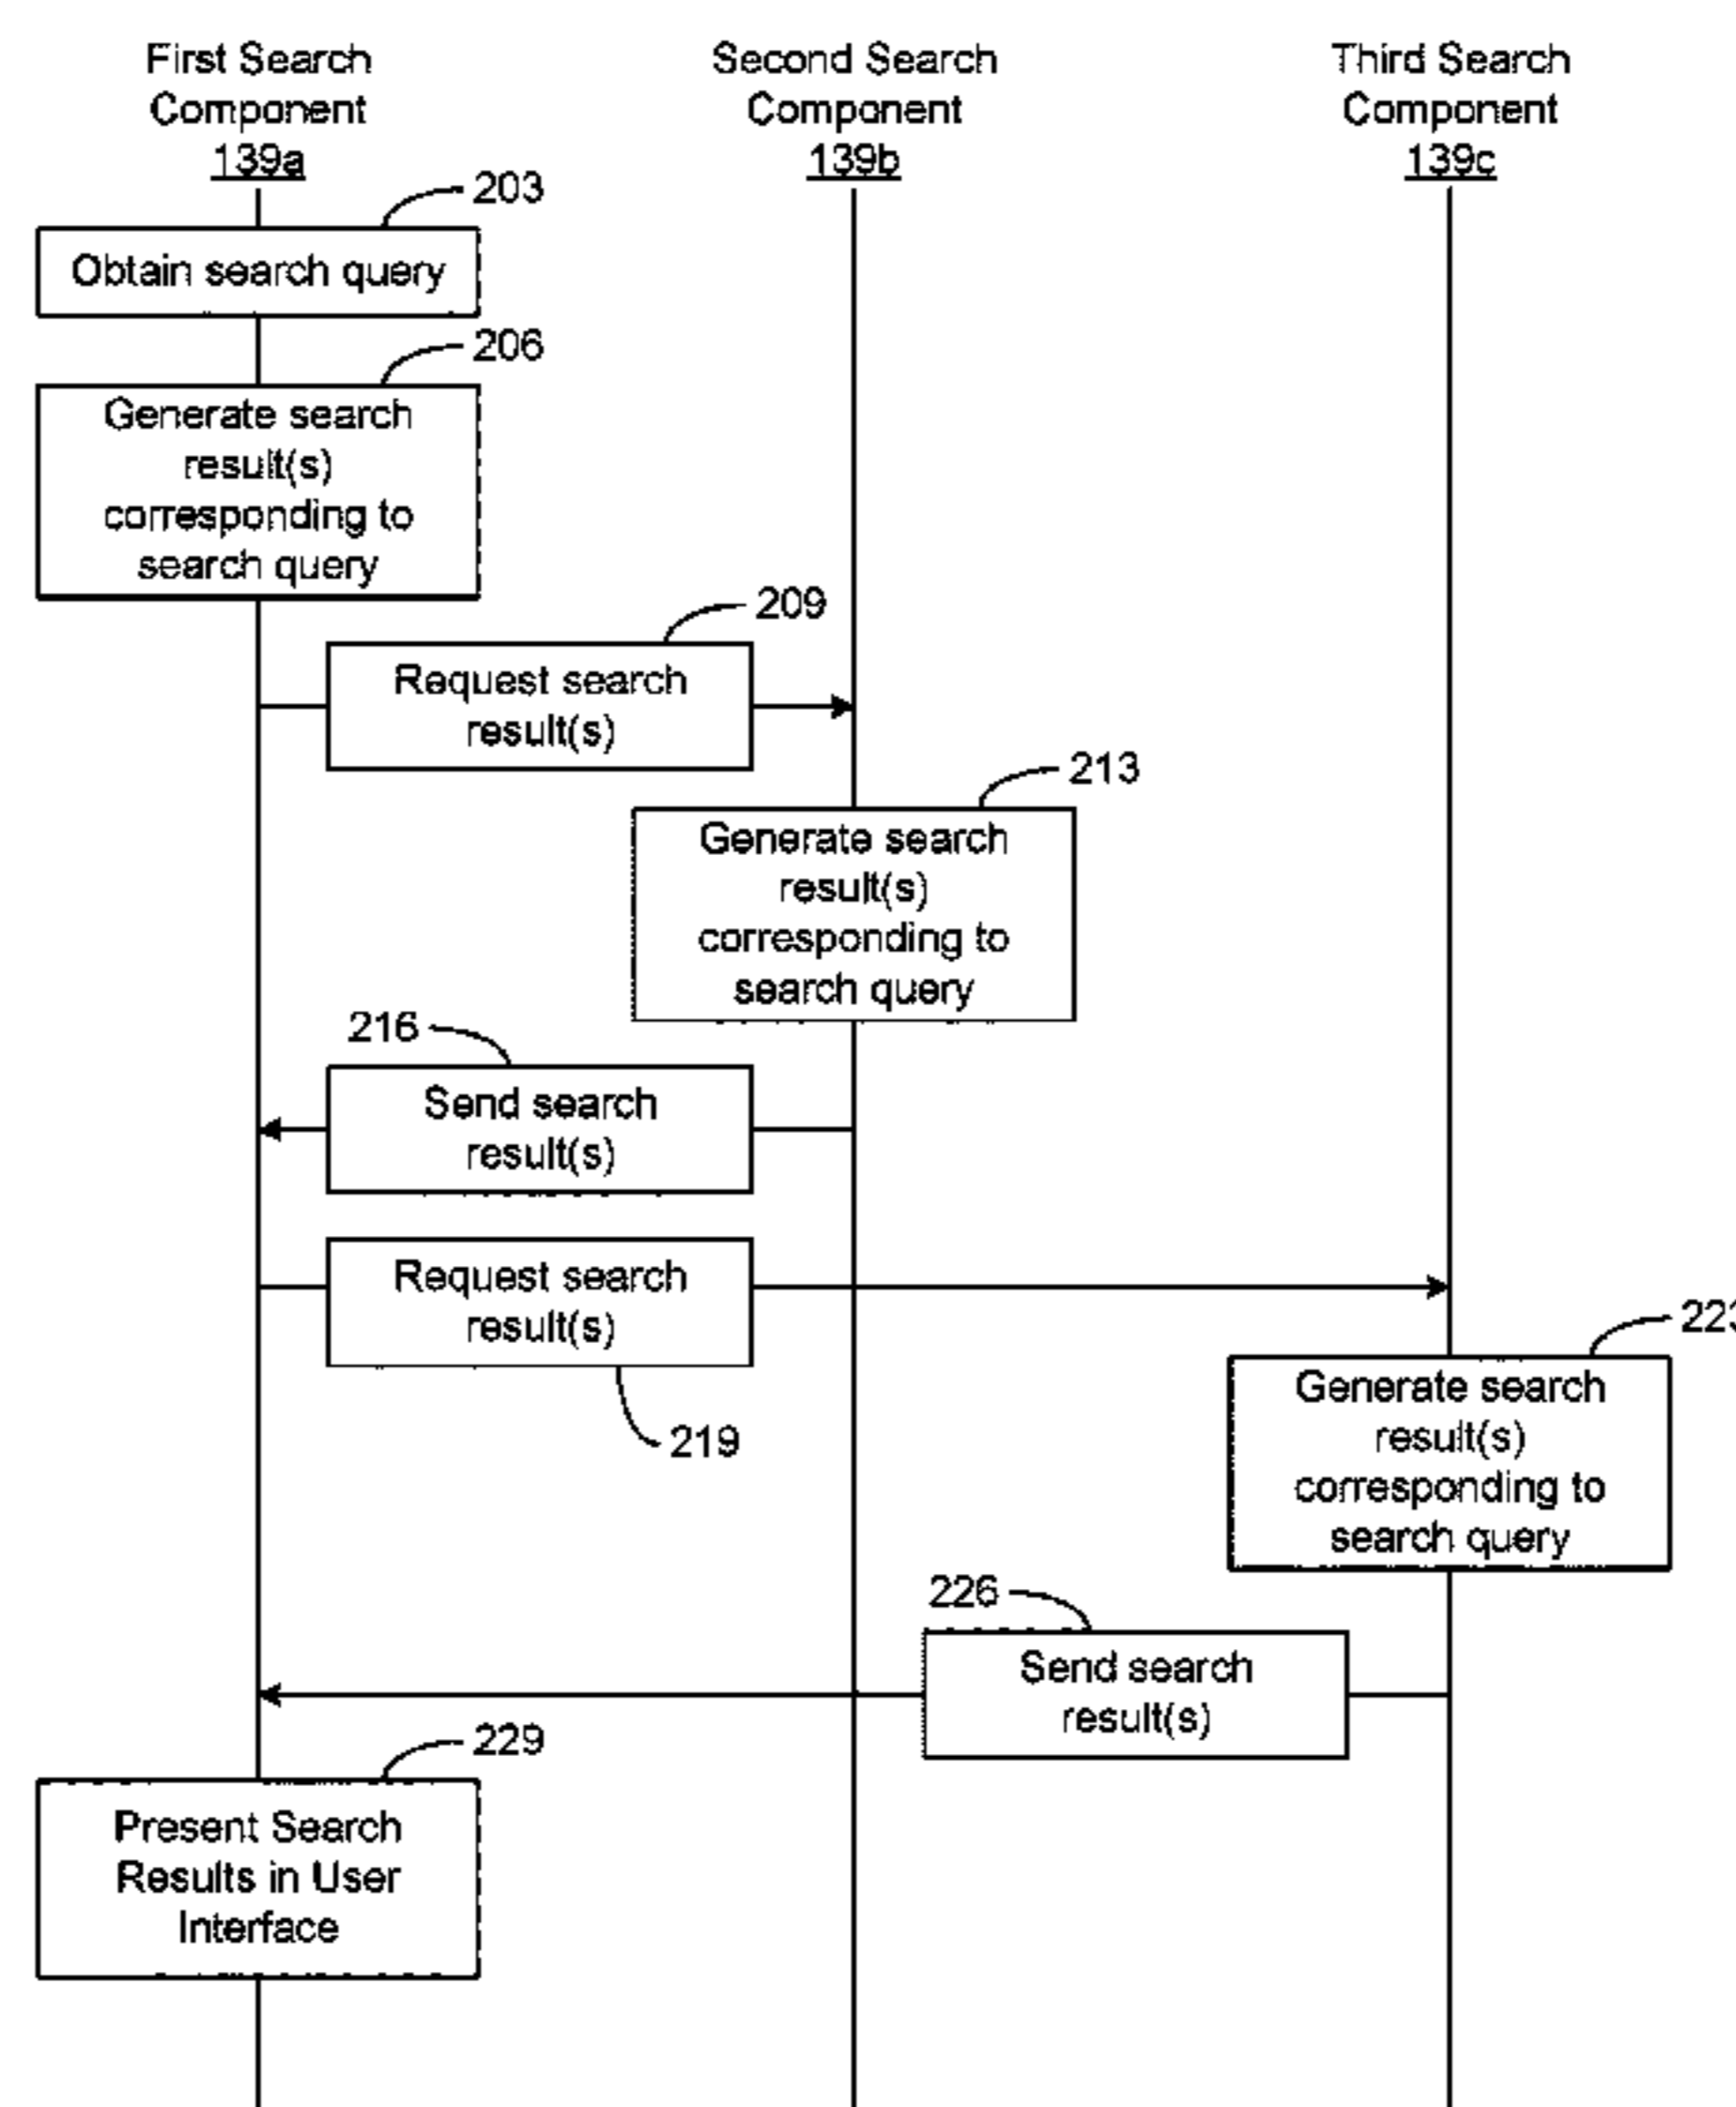 First Search
Component
139a
Second Search
Component
139b
Third Search
Component
139c
203
Obtain search query
206
Generate search
result(s)
corresponding to
search query
209
Request search
result(s)
213
Generate search
result(s)
corresponding to
search query
216
Send search
result(s)
Request search
result(s)
219
Generate search
result(s)
corresponding to
search query
226
Send search
result(s)
229
Present Search
Results in User
Interface